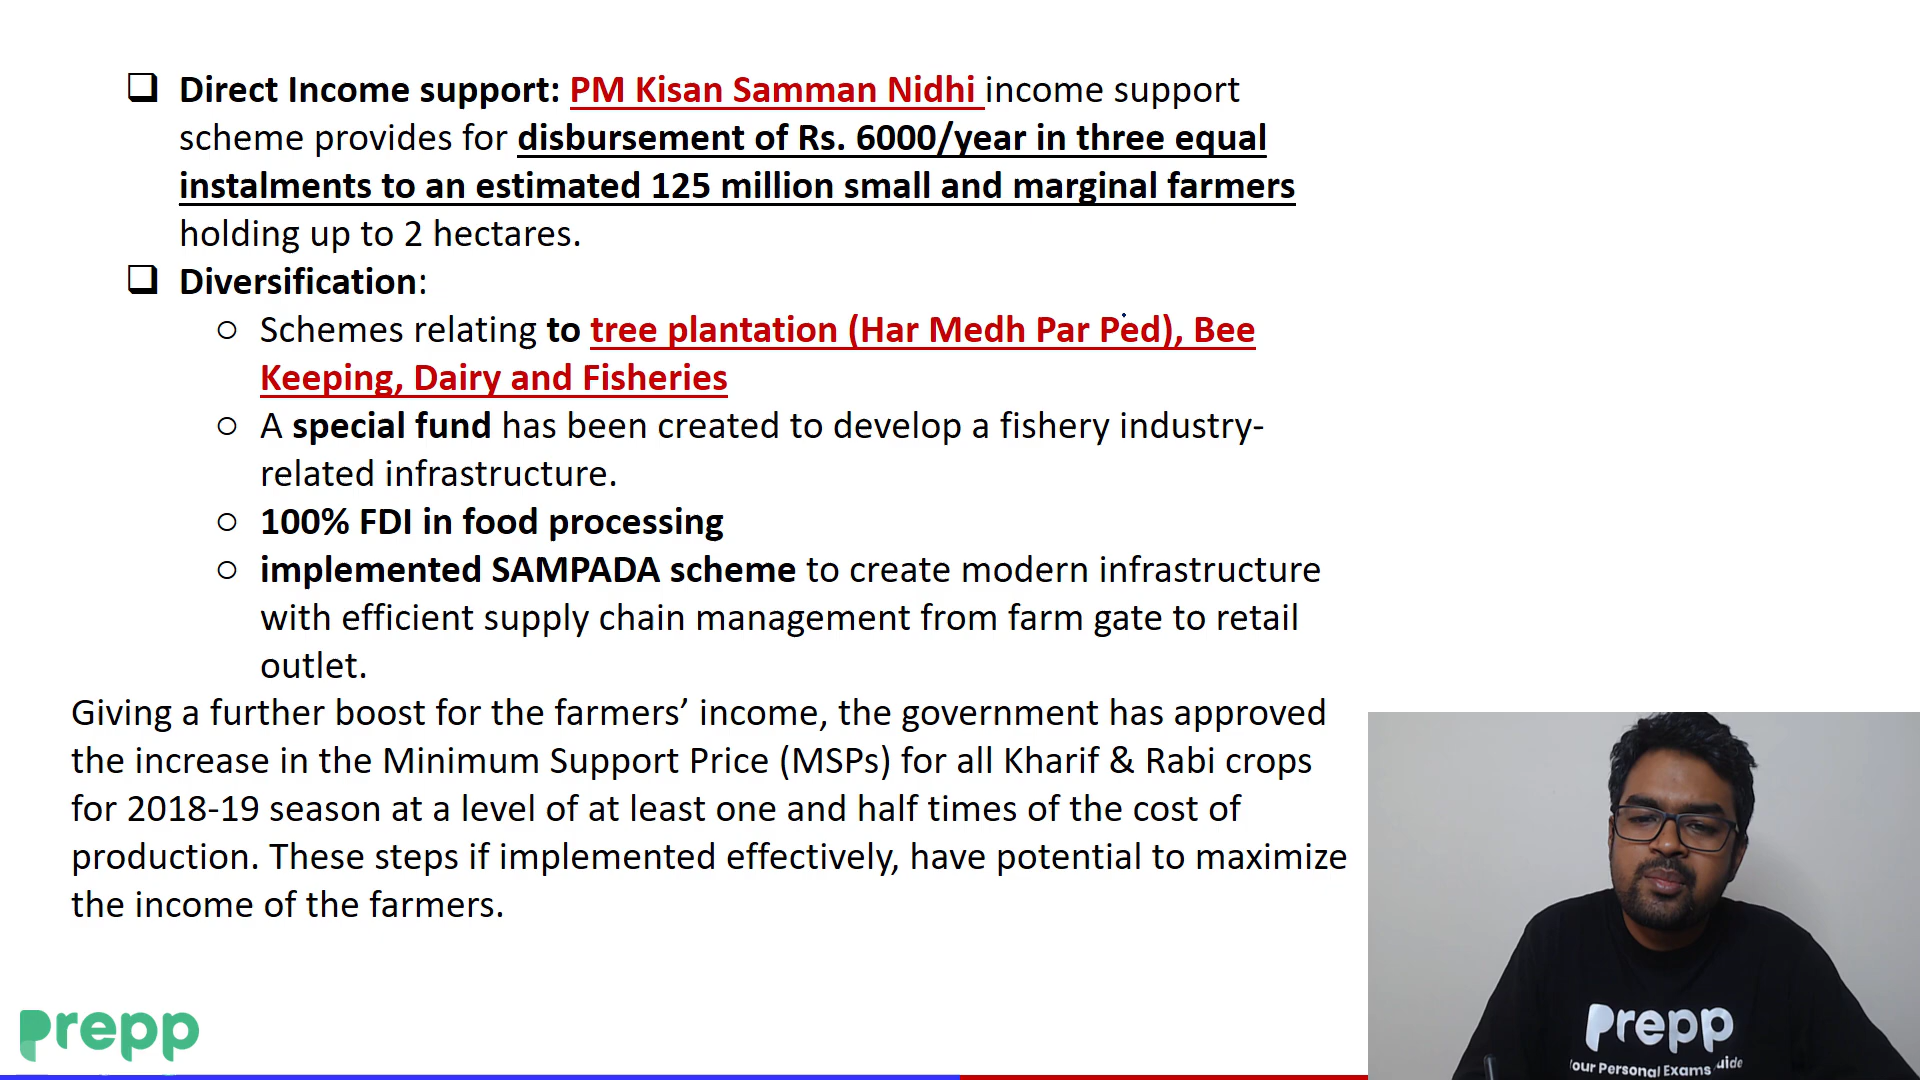 ❑ Direct Income support: PM Kisan Samman Nidhi income support
scheme provides for disbursement of Rs. 6000/year in three equal
instalments to an estimated 125 million small and marginal farmers
holding up to 2 hectares.
❑ Diversification:
○ Schemes relating to tree plantation (Har Medh Par Ped), Bee
Keeping, Dairy and Fisheries
○ A special fund has been created to develop a fishery industry-
related infrastructure.
○ 100% FDI in food processing
○ implemented SAMPADA scheme to create modern infrastructure
with efficient supply chain management from farm gate to retail
outlet.
Giving a further boost for the farmers’ income, the government has approved
the increase in the Minimum Support Price (MSPs) for all Kharif & Rabi crops
for 2018-19 season at a level of at least one and half times of the cost of
production. These steps if implemented effectively, have potential to maximize
the income of the farmers.
prepp
prepp
Your Personal Exams Guide